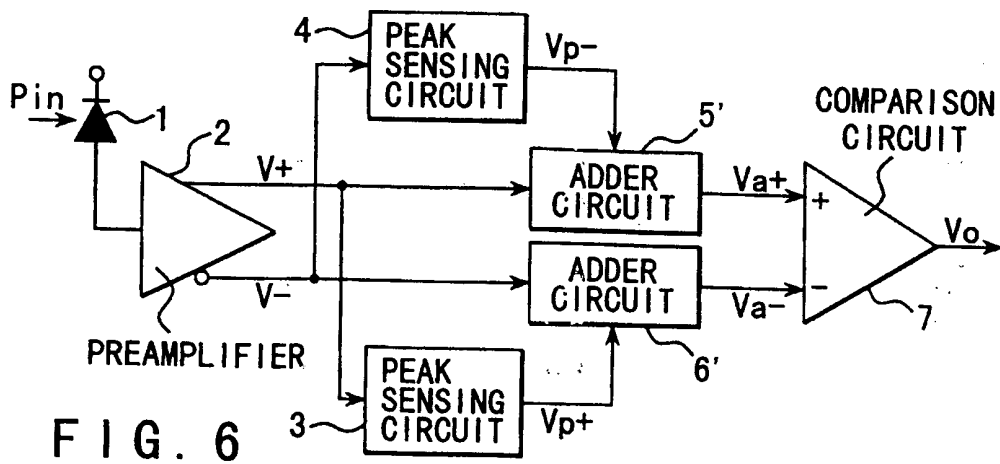 4
PEAK
SENSING
CIRCUIT
Vp-
Pin
1
2
5'
COMPARISON
CIRCUIT
V+
ADDER
CIRCUIT
Va+
+
Vo
V-
ADDER
CIRCUIT
Va-
-
7
PREAMPLIFIER
6'
PEAK
SENSING
CIRCUIT
3
Vp+
FIG. 6